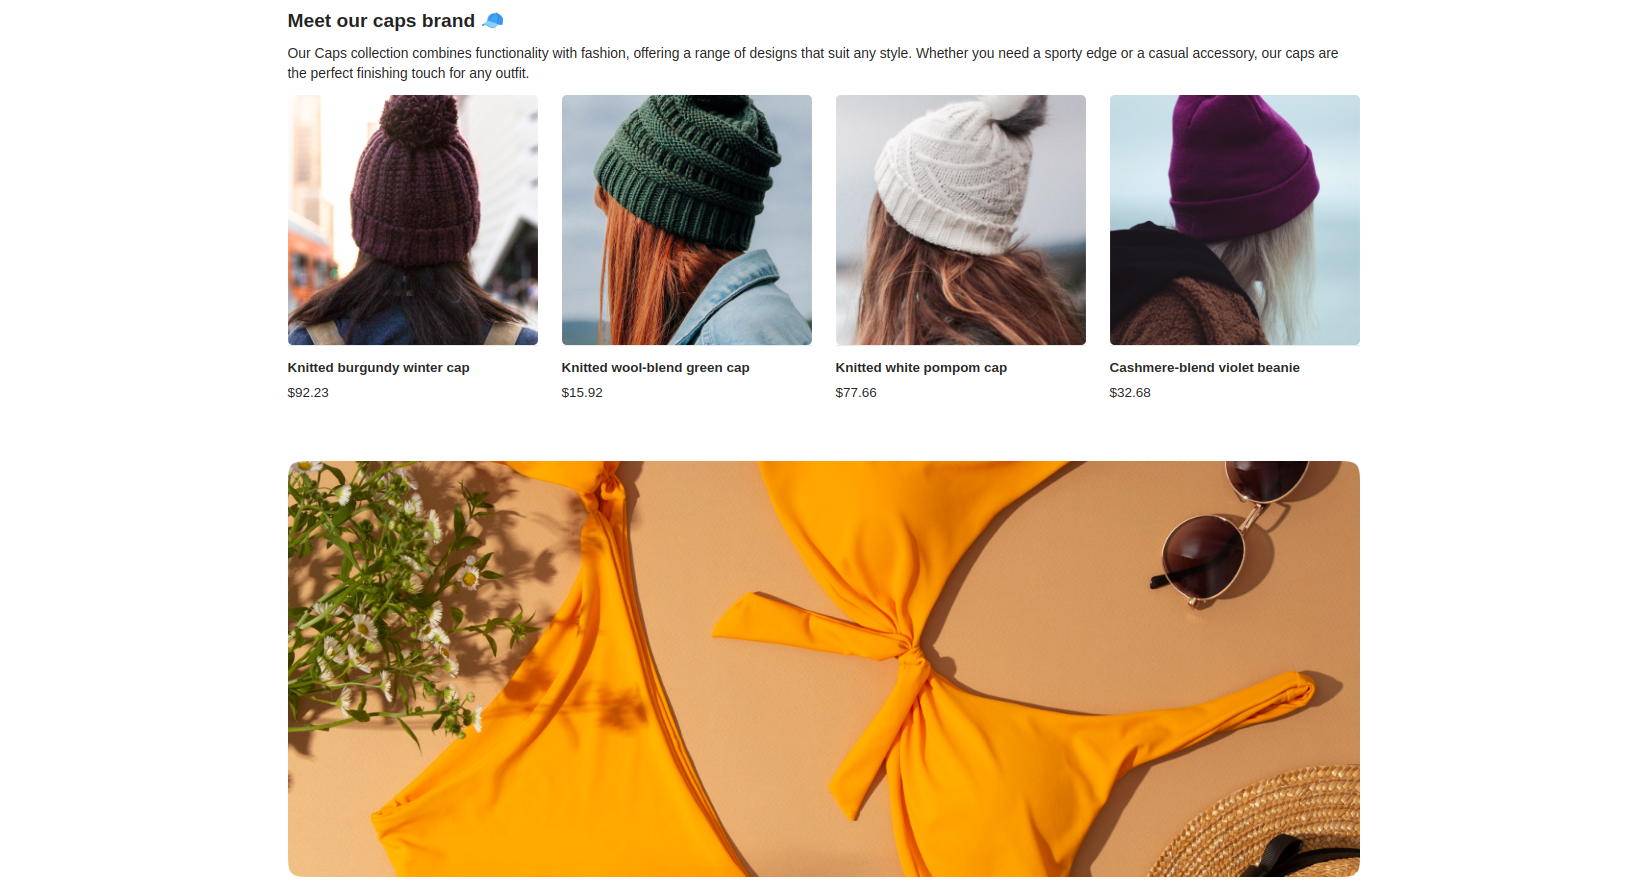 Meet our caps brand 🧢
Our Caps collection combines functionality with fashion, offering a range of designs that suit any style. Whether you need a sporty edge or a casual accessory, our caps are
the perfect finishing touch for any outfit.
Knitted burgundy winter cap
$92.23
Knitted wool-blend green cap
$15.92
Knitted white pompom cap
$77.66
Cashmere-blend violet beanie
$32.68